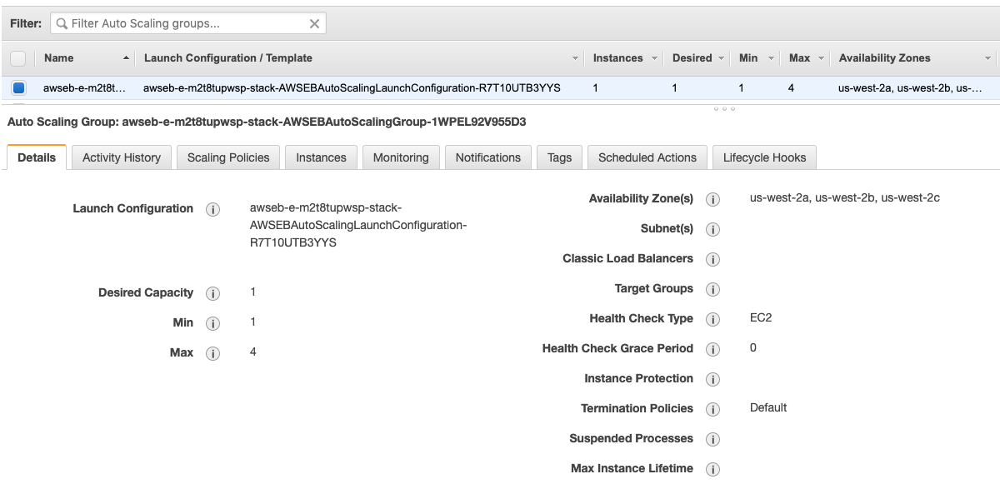 Filter: Filter Auto Scaling groups...
Name Launch Configuration / Template Instances Desired Min Max Availability Zones
awseb-e-m2t8t... awseb-e-m2t8tupwsp-stack-AWSEBAutoScalingLaunchConfiguration-R7T10UTB3YYS 1 1 1 4 us-west-2a, us-west-2b, us-...
Auto Scaling Group: awseb-e-m2t8tupwsp-stack-AWSEBAutoScalingGroup-1WPEL92V955D3
Details Activity History Scaling Policies Instances Monitoring Notifications Tags Scheduled Actions Lifecycle Hooks
Launch Configuration awseb-e-m2t8tupwsp-stack-
AWSEBAutoScalingLaunchConfiguration-
R7T10UTB3YYS
Desired Capacity 1
Min 1
Max 4
Availability Zone(s) us-west-2a, us-west-2b, us-west-2c
Subnet(s)
Classic Load Balancers
Target Groups
Health Check Type EC2
Health Check Grace Period 0
Instance Protection
Termination Policies Default
Suspended Processes
Max Instance Lifetime